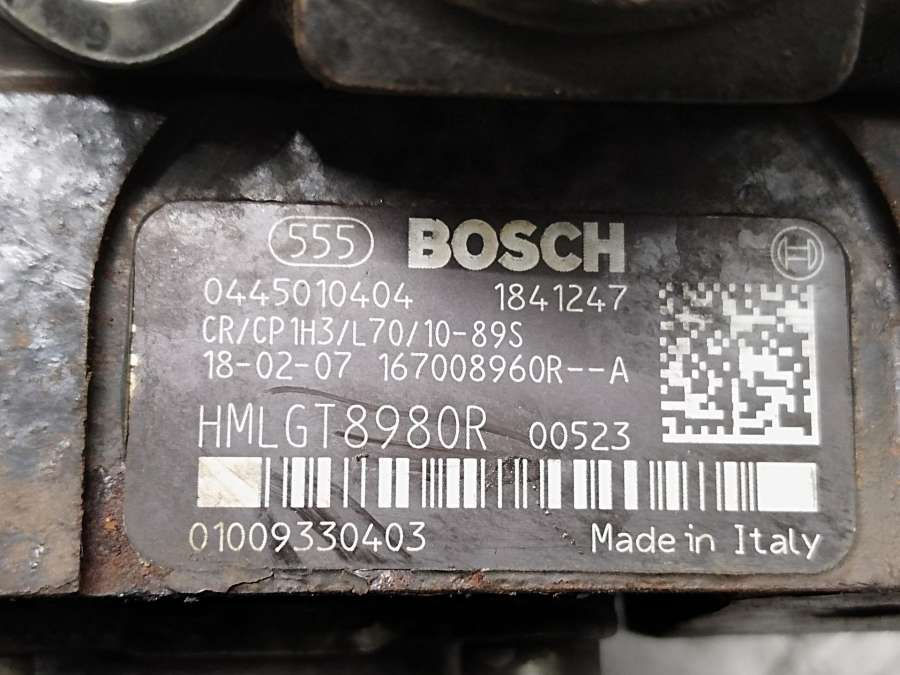 555 BOSCH
0445010404 1841247
CR/CP1H3/L70/10-89S
18-02-07 167008960R--A
HMLGT8980R 00523
01009330403 Made in Italy